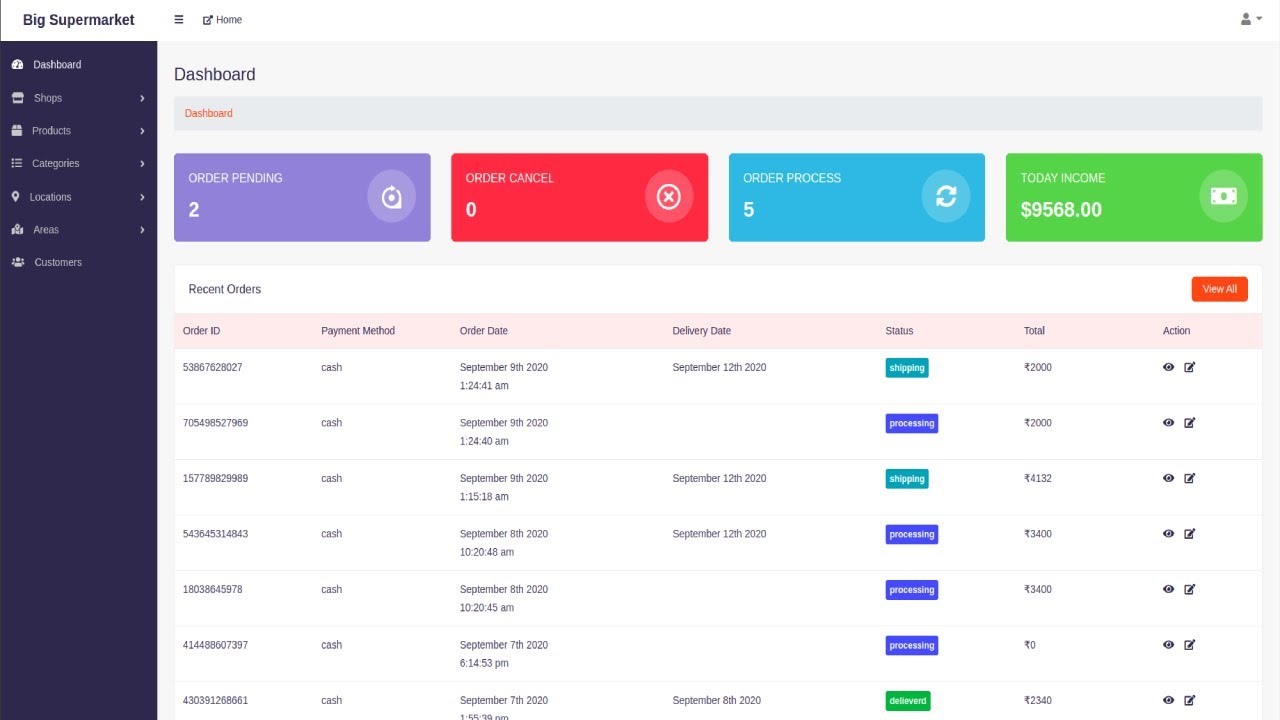 Big Supermarket
Home
Dashboard
Shops
Products
Categories
Locations
Areas
Customers
Dashboard
Dashboard
ORDER PENDING
2
ORDER CANCEL
0
ORDER PROCESS
5
TODAY INCOME
$9568.00
Recent Orders
View All
Order ID Payment Method Order Date Delivery Date Status Total Action
53867628027 cash September 9th 2020 September 12th 2020 shipping ₹2000
1:24:41 am
705498527969 cash September 9th 2020 processing ₹2000
1:24:40 am
157789829989 cash September 9th 2020 September 12th 2020 shipping ₹4132
1:15:18 am
543645314843 cash September 8th 2020 September 12th 2020 processing ₹3400
10:20:48 am
18038645978 cash September 8th 2020 processing ₹3400
10:20:45 am
414488607397 cash September 7th 2020 processing ₹0
6:14:53 pm
430391268661 cash September 7th 2020 September 8th 2020 delieverd ₹2340
1:55:39 pm